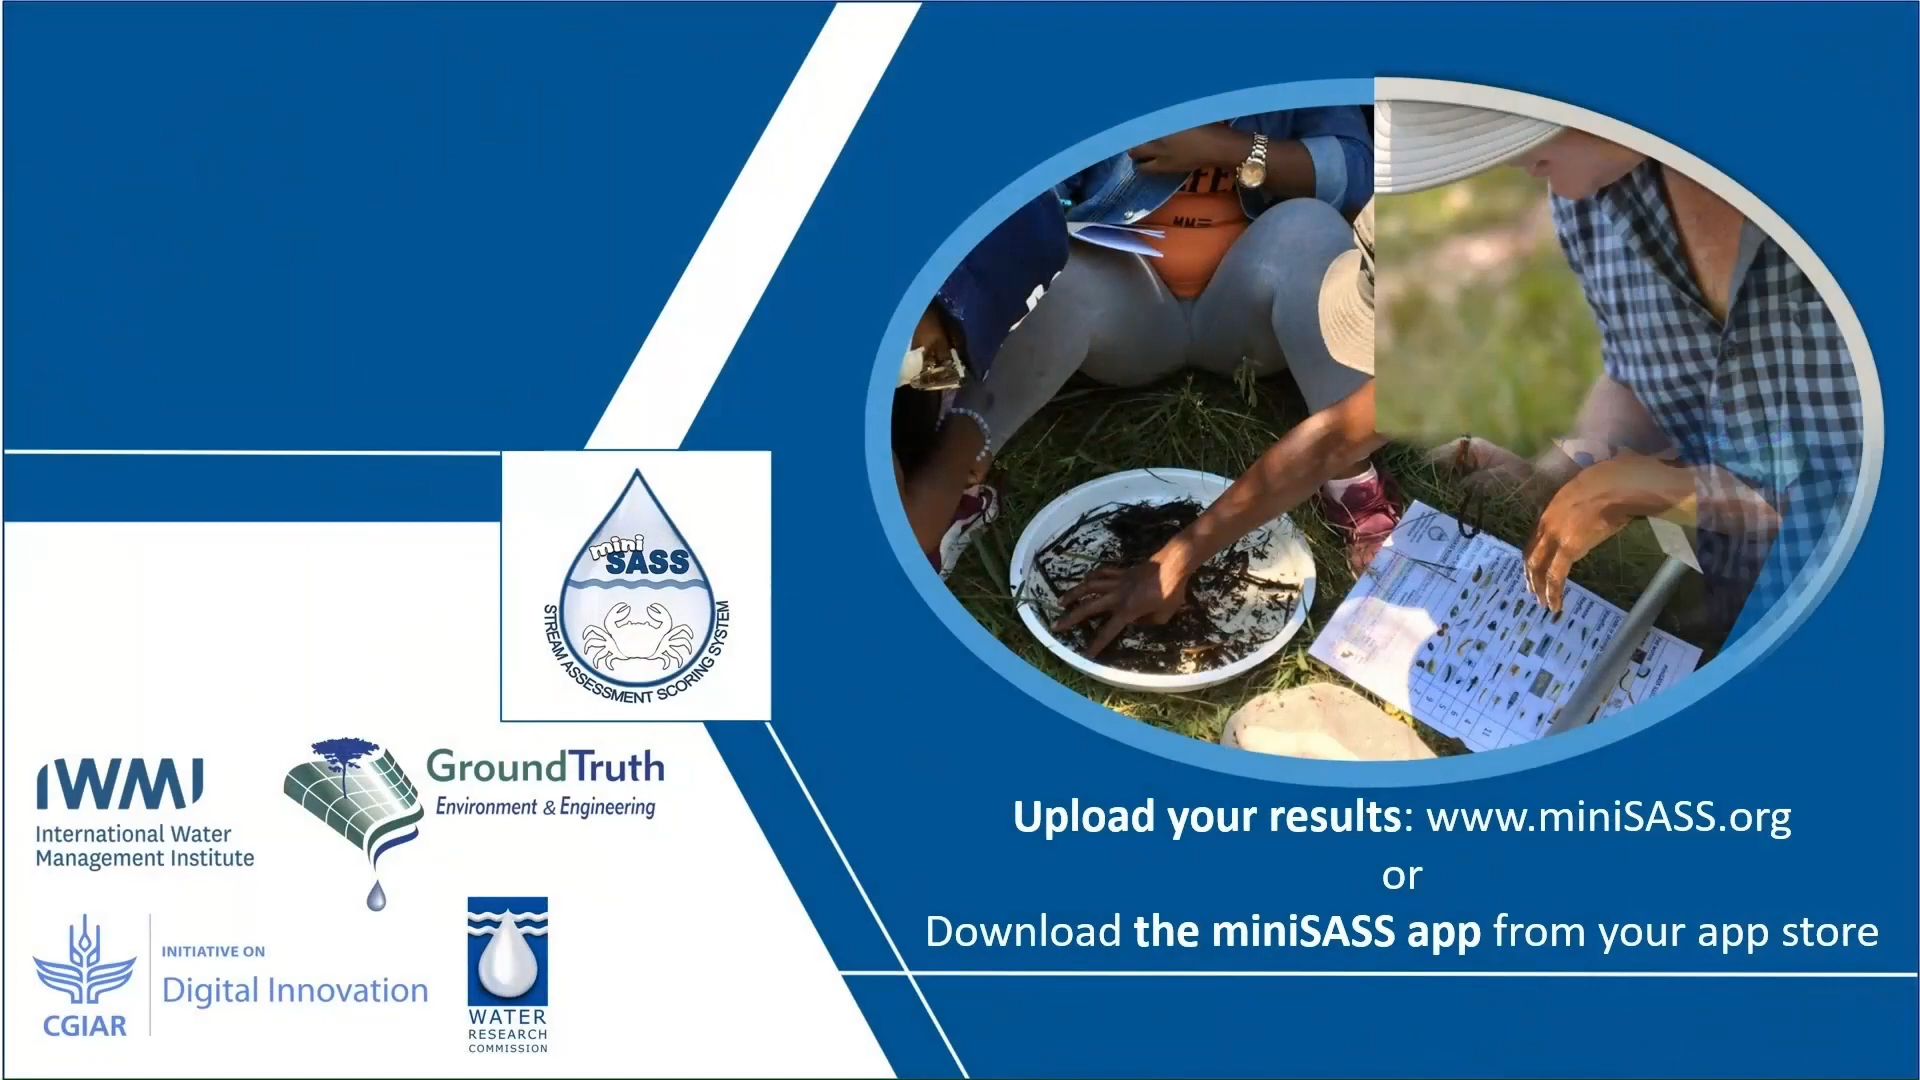 mini
SASS
STREAM ASSESSMENT SCORING SYSTEM
IWMI
International Water
Management Institute
GroundTruth
Environment & Engineering
INITIATIVE ON
Digital Innovation
CGIAR
WATER
RESEARCH
COMMISSION
Upload your results: www.miniSASS.org
or
Download the miniSASS app from your app store